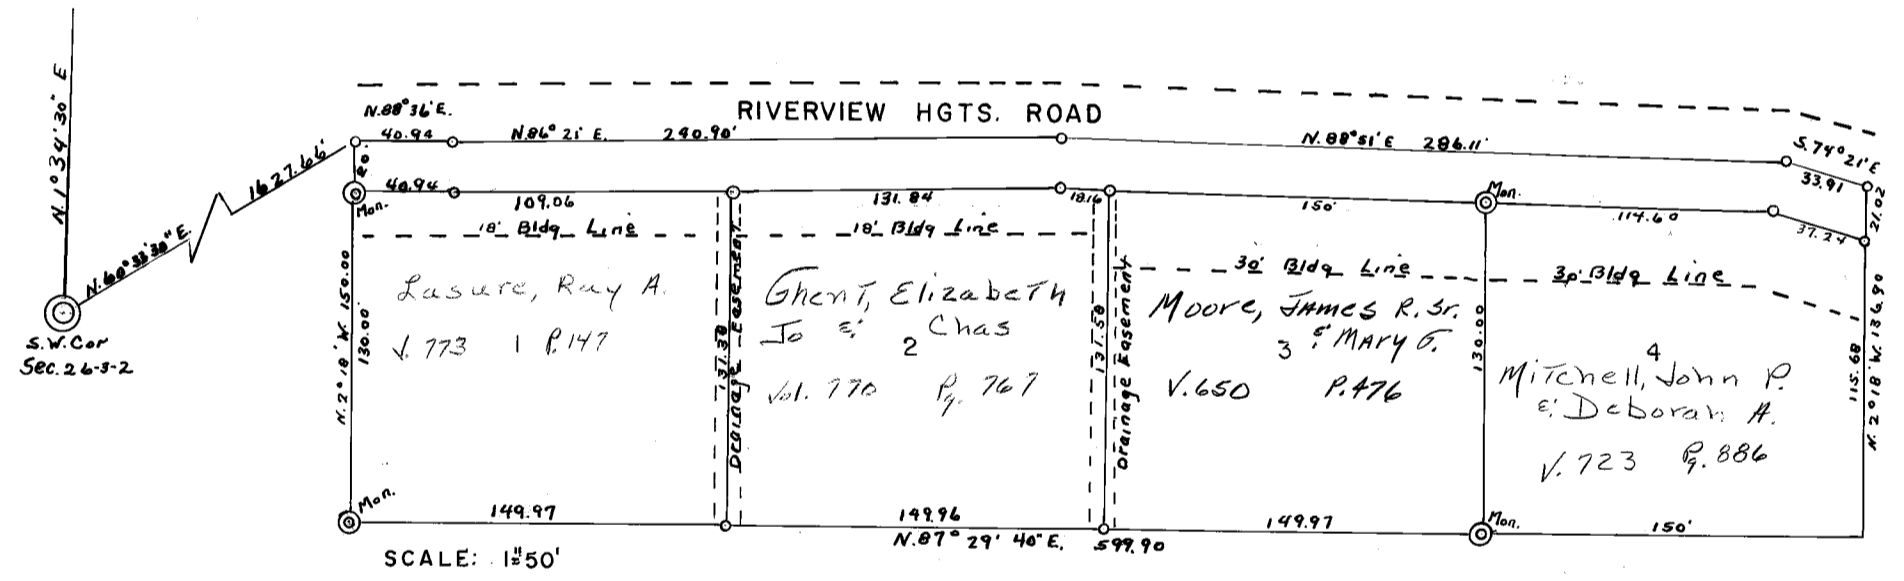 N. 1° 34' 30" E
N. 60° 33' 30" E.
1627.66'
S.W. Cor
Sec. 26-3-2
N. 88° 36' E.
40.94
RIVERVIEW HGTS. ROAD
N. 86° 21' E. 240.90'
N. 88° 51' E 286.11'
S. 74° 21' E
33.91
21.02
20'
Mon.
40.94
109.06
131.84
18.16
150'
Mon.
114.60
37.24
18' Bldg Line
18' Bldg Line
30' Bldg Line
30' Bldg Line
N. 2° 18' W. 150.00
130.00'
Lasure, Ray A.
V. 773 1 P. 147
131.30
Drainage Easement
Ghent, Elizabeth
Jo & Chas
2
Vol. 770 Pg. 767
131.50
Drainage Easement
Moore, James R. Sr.
& Mary G.
3
V. 650 P. 476
130.00
4
Mitchell, John P.
& Deborah A.
V. 723 Pg. 886
115.68
N. 2° 18' W. 136.90
Mon.
149.97
149.96
149.97
Mon.
150'
N. 87° 29' 40" E. 599.90
SCALE: 1"=50'